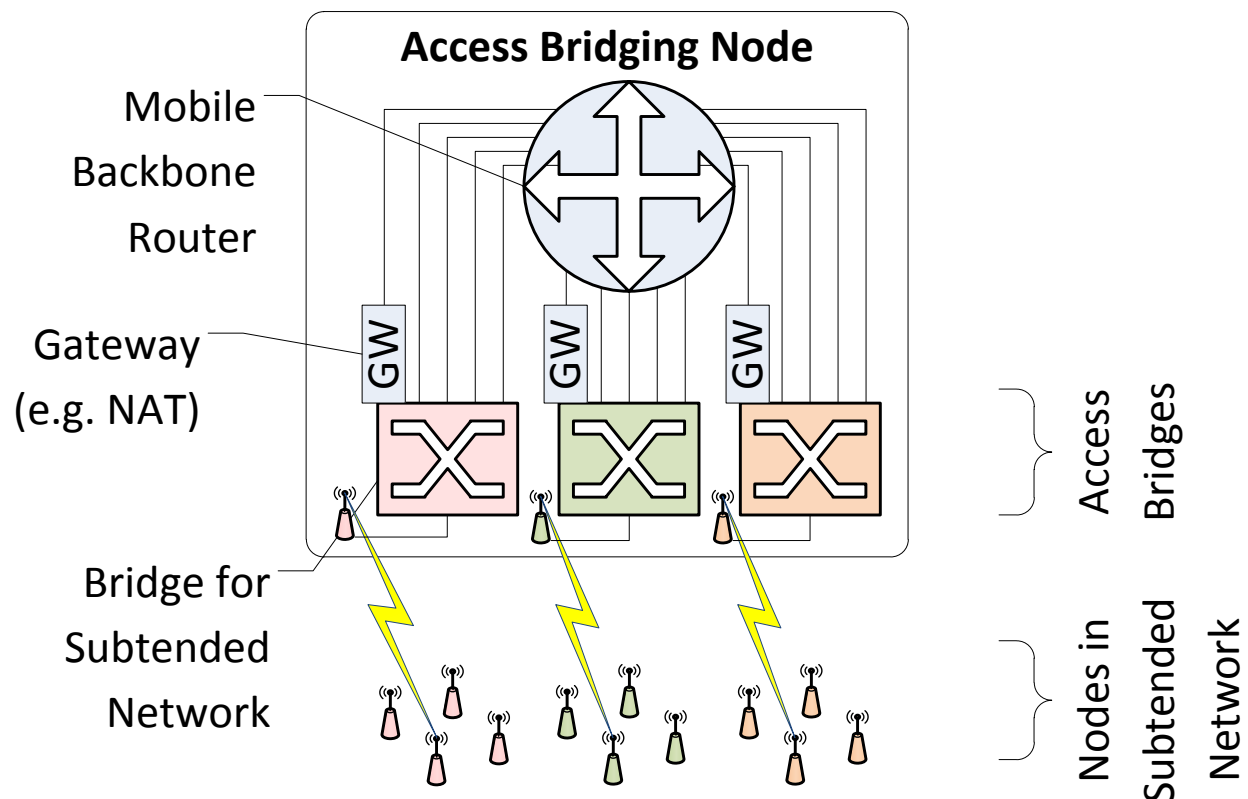 Access Bridging Node
Mobile
Backbone
Router
Gateway
(e.g. NAT)
GW
GW
GW
Access
Bridges
Bridge for
Subtended
Network
Nodes in
Subtended
Network